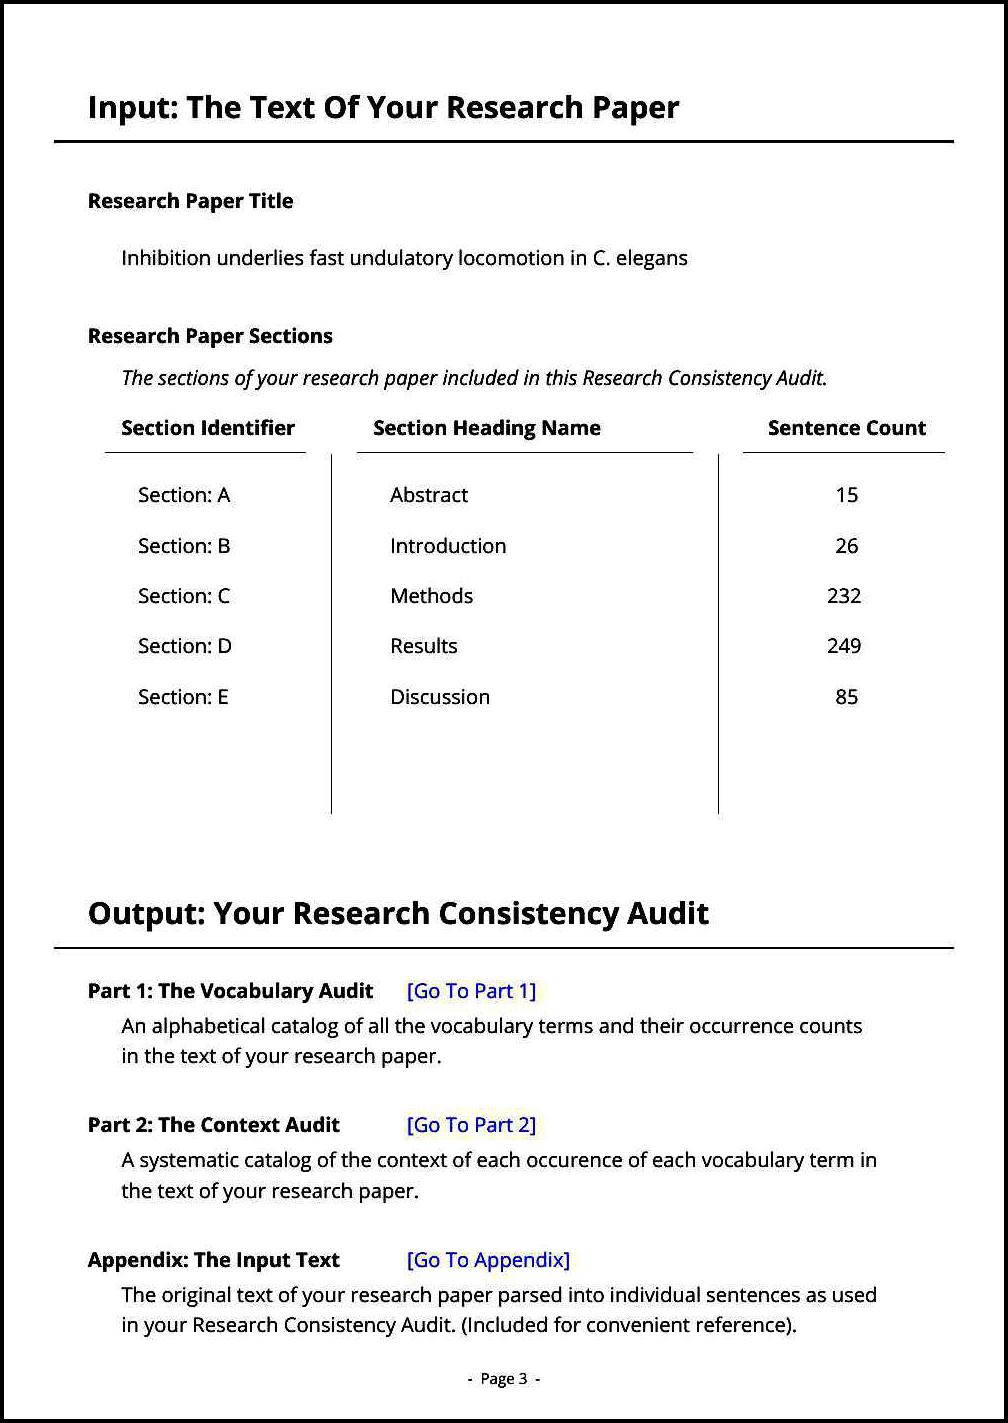 Input: The Text Of Your Research Paper
Research Paper Title
Inhibition underlies fast undulatory locomotion in C. elegans
Research Paper Sections
The sections of your research paper included in this Research Consistency Audit.
Section Identifier Section Heading Name Sentence Count
Section: A Abstract 15
Section: B Introduction 26
Section: C Methods 232
Section: D Results 249
Section: E Discussion 85
Output: Your Research Consistency Audit
Part 1: The Vocabulary Audit [Go To Part 1]
An alphabetical catalog of all the vocabulary terms and their occurrence counts
in the text of your research paper.
Part 2: The Context Audit [Go To Part 2]
A systematic catalog of the context of each occurence of each vocabulary term in
the text of your research paper.
Appendix: The Input Text [Go To Appendix]
The original text of your research paper parsed into individual sentences as used
in your Research Consistency Audit. (Included for convenient reference).
- Page 3 -